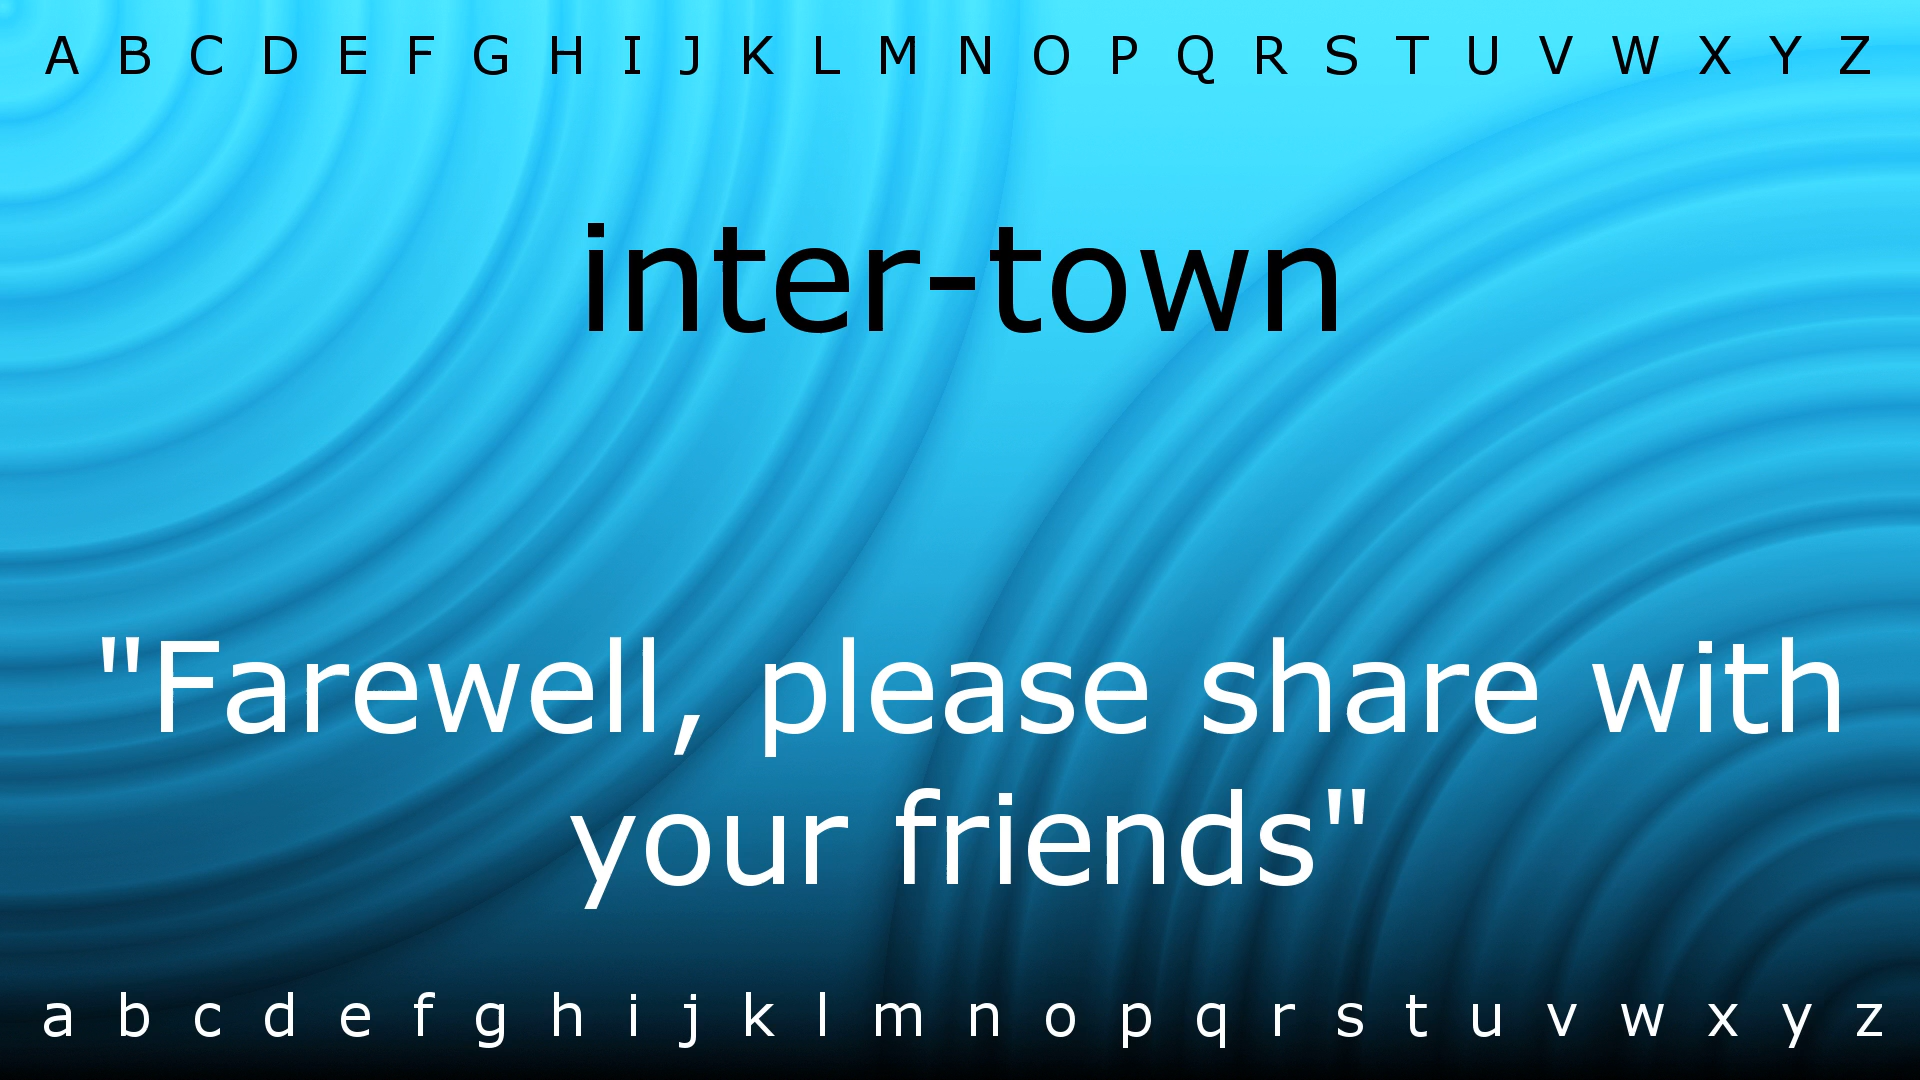 A B C D E F G H I J K L M N O P Q R S T U V W X Y Z
inter-town
"Farewell, please share with
your friends"
a b c d e f g h i j k l m n o p q r s t u v w x y z